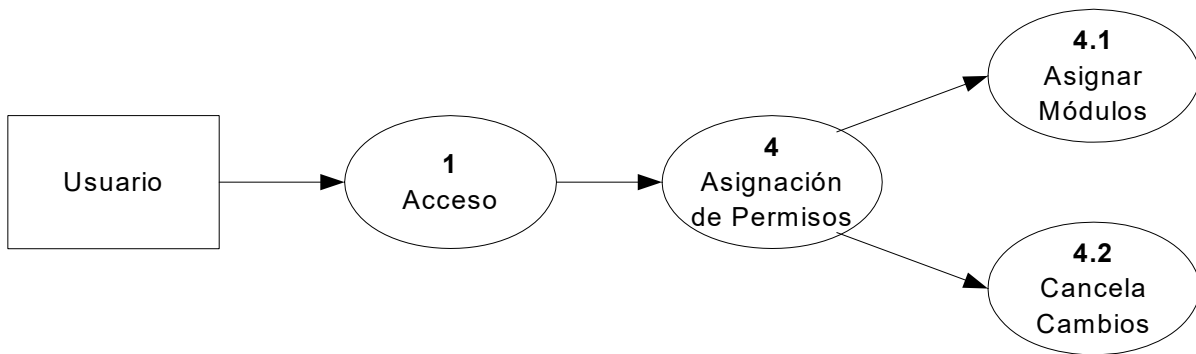 Usuario
1
Acceso
4
Asignación
de Permisos
4.1
Asignar
Módulos
4.2
Cancela
Cambios